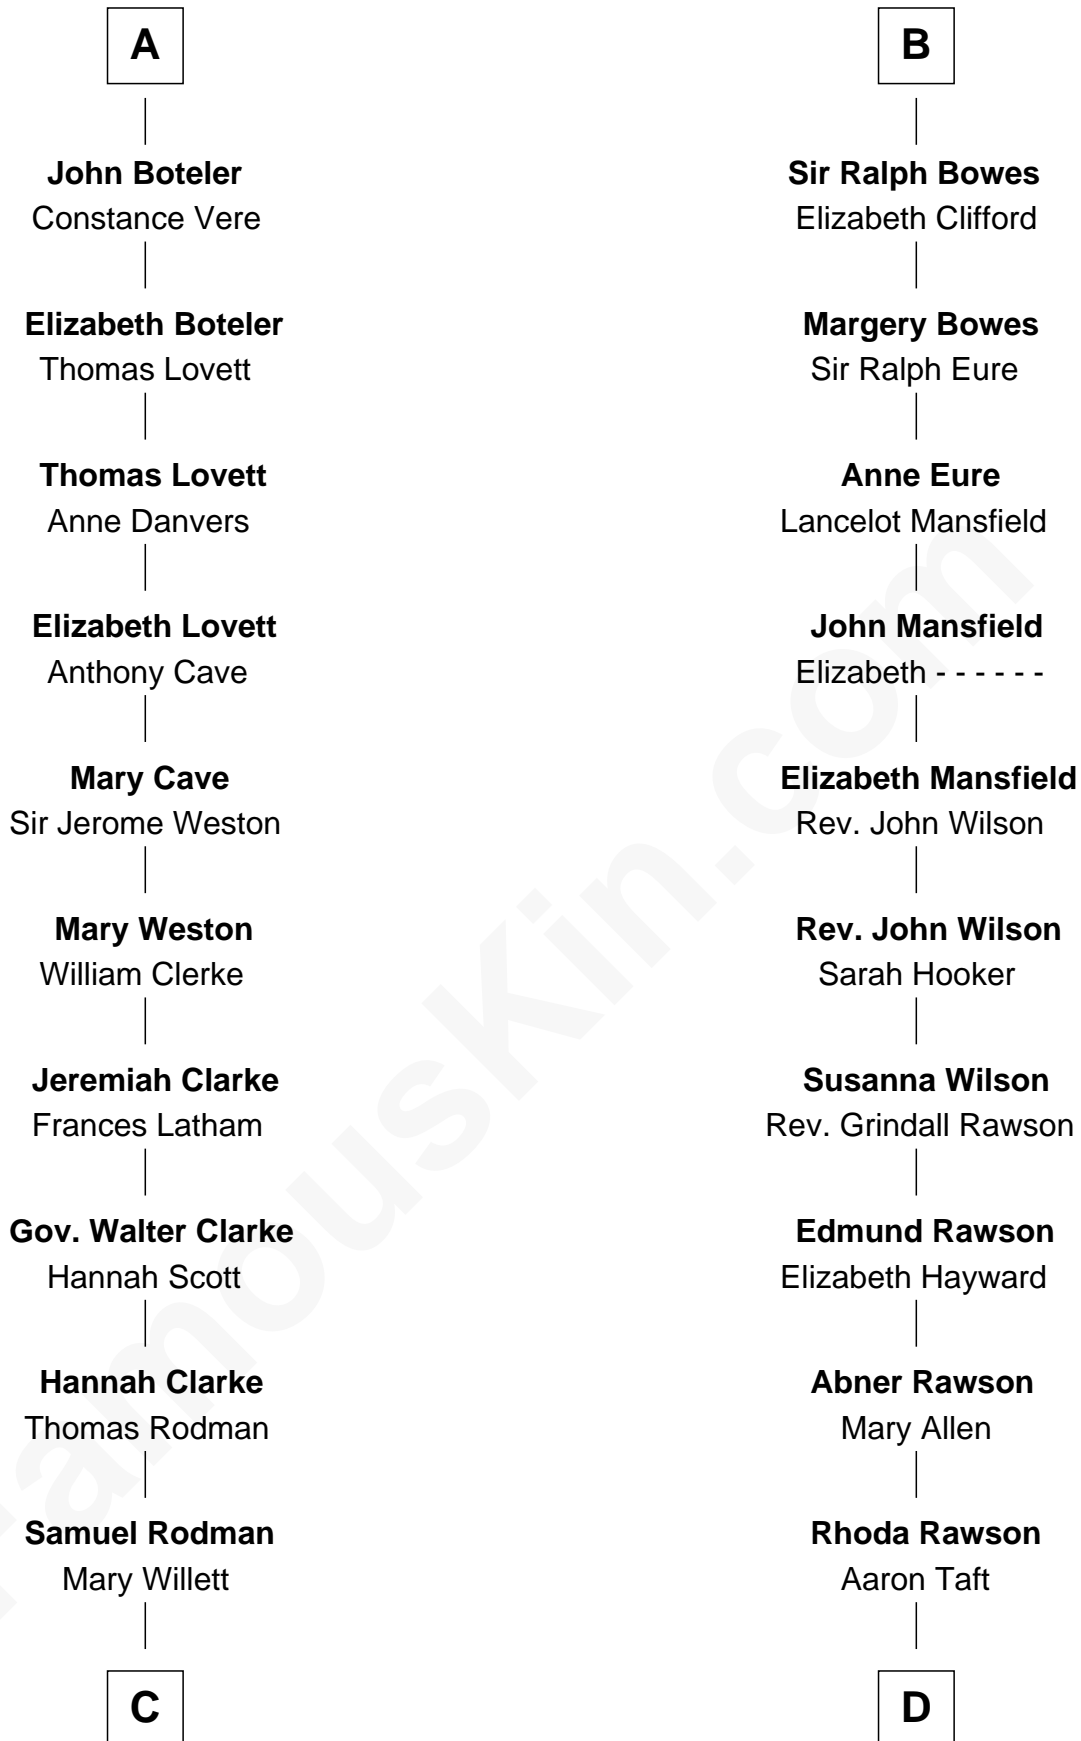 A
John Boteler
Constance Vere
Elizabeth Boteler
Thomas Lovett
Thomas Lovett
Anne Danvers
Elizabeth Lovett
Anthony Cave
Mary Cave
Sir Jerome Weston
Mary Weston
William Clerke
Jeremiah Clarke
Frances Latham
Gov. Walter Clarke
Hannah Scott
Hannah Clarke
Thomas Rodman
Samuel Rodman
Mary Willett
C
B
Sir Ralph Bowes
Elizabeth Clifford
Margery Bowes
Sir Ralph Eure
Anne Eure
Lancelot Mansfield
John Mansfield
Elizabeth - - - - - -
Elizabeth Mansfield
Rev. John Wilson
Rev. John Wilson
Sarah Hooker
Susanna Wilson
Rev. Grindall Rawson
Edmund Rawson
Elizabeth Hayward
Abner Rawson
Mary Allen
Rhoda Rawson
Aaron Taft
D
FamousKin.com